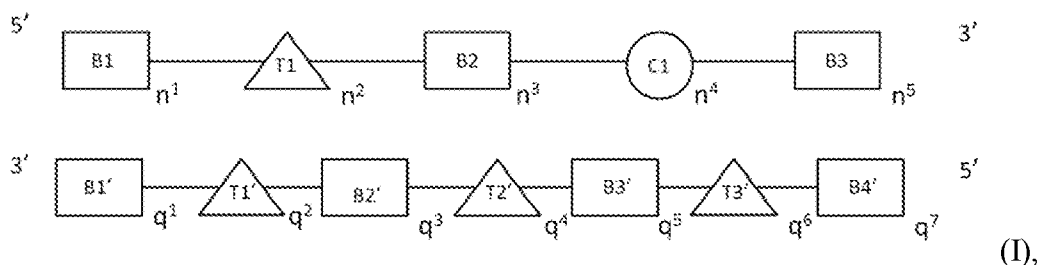 5′ B1 n¹ T1 n² B2 n³ C1 n⁴ B3 n⁵ 3′
3′ B1′ q¹ T1′ q² B2′ q³ T2′ q⁴ B3′ q⁵ T3′ q⁶ B4′ q⁷ 5′
(I),